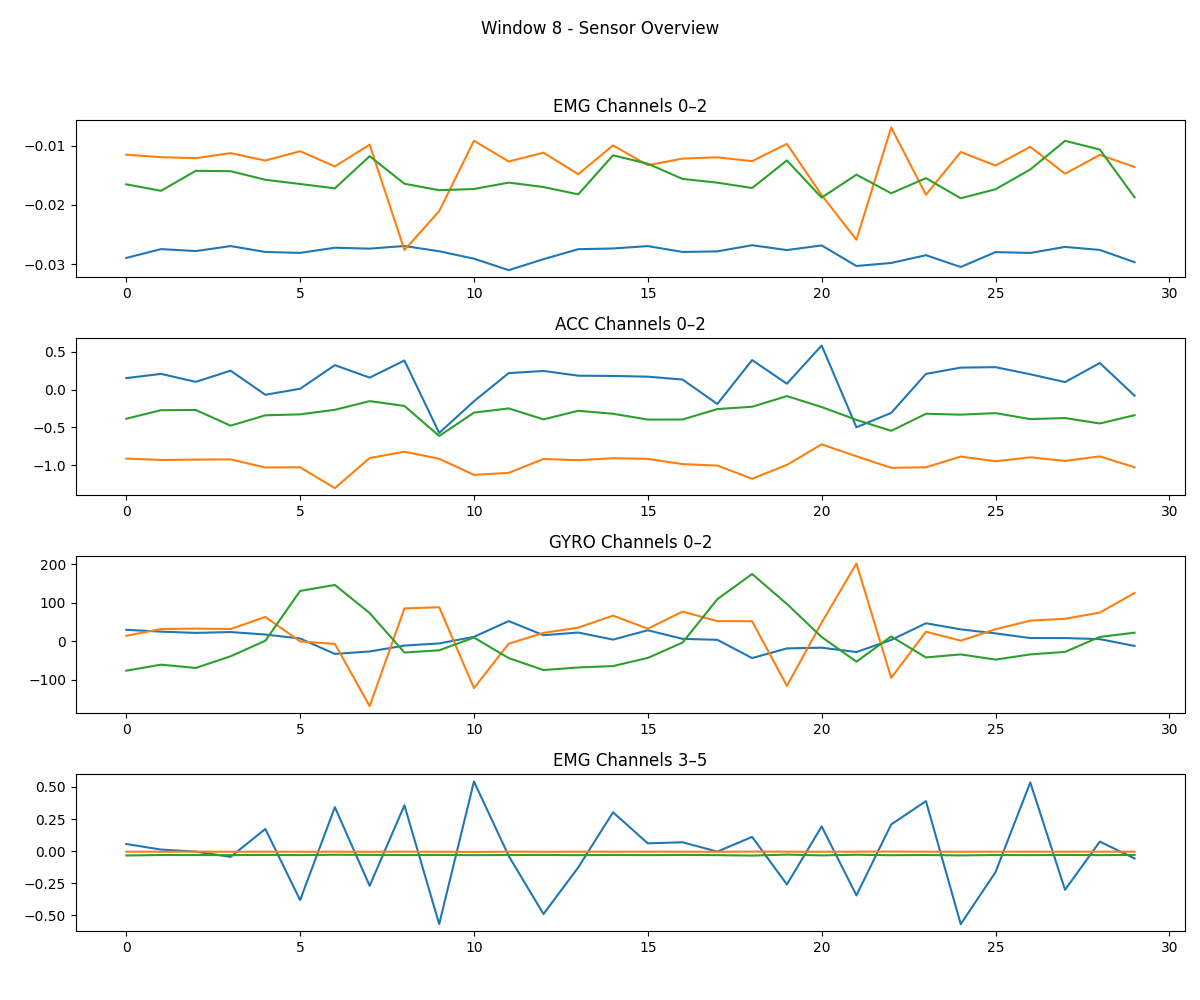 Window 8 - Sensor Overview
EMG Channels 0–2
−0.01
−0.02
−0.03
0 5 10 15 20 25 30
ACC Channels 0–2
0.5
0.0
−0.5
−1.0
0 5 10 15 20 25 30
GYRO Channels 0–2
200
100
0
−100
0 5 10 15 20 25 30
EMG Channels 3–5
0.50
0.25
0.00
−0.25
−0.50
0 5 10 15 20 25 30